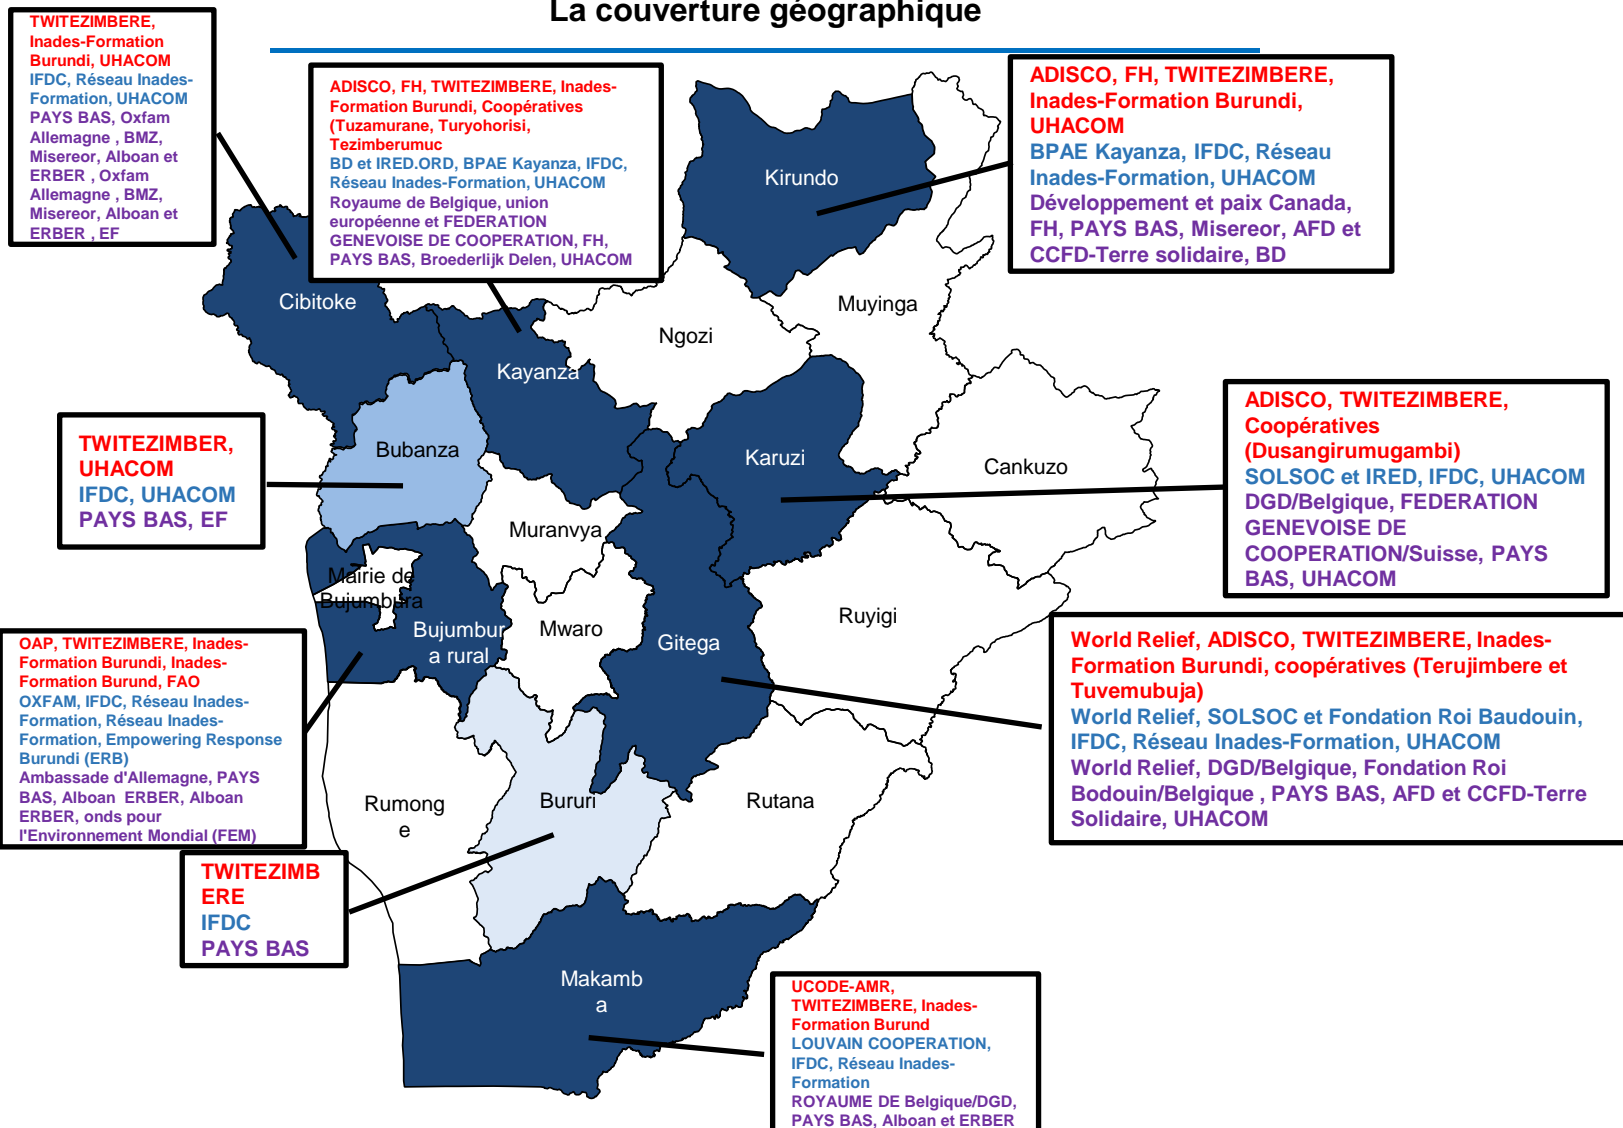 La couverture géographique
TWITEZIMBERE,
Inades-Formation
Burundi, UHACOM
IFDC, Réseau Inades-
Formation, UHACOM
PAYS BAS, Oxfam
Allemagne , BMZ,
Misereor, Alboan et
ERBER , Oxfam
Allemagne , BMZ,
Misereor, Alboan et
ERBER , EF
ADISCO, FH, TWITEZIMBERE, Inades-
Formation Burundi, Coopératives
(Tuzamurane, Turyohorisi,
Tezimberumuc
BD et IRED.ORD, BPAE Kayanza, IFDC,
Réseau Inades-Formation, UHACOM
Royaume de Belgique, union
européenne et FEDERATION
GENEVOISE DE COOPERATION, FH,
PAYS BAS, Broederlijk Delen, UHACOM
ADISCO, FH, TWITEZIMBERE,
Inades-Formation Burundi,
UHACOM
BPAE Kayanza, IFDC, Réseau
Inades-Formation, UHACOM
Développement et paix Canada,
FH, PAYS BAS, Misereor, AFD et
CCFD-Terre solidaire, BD
Kirundo
Cibitoke
Muyinga
Ngozi
Kayanza
TWITEZIMBER,
UHACOM
IFDC, UHACOM
PAYS BAS, EF
Bubanza
Karuzi
Cankuzo
ADISCO, TWITEZIMBERE,
Coopératives
(Dusangirumugambi)
SOLSOC et IRED, IFDC, UHACOM
DGD/Belgique, FEDERATION
GENEVOISE DE
COOPERATION/Suisse, PAYS
BAS, UHACOM
Muranvya
Mairie de
Bujumbura
Bujumbur
a rural
Mwaro
Gitega
Ruyigi
OAP, TWITEZIMBERE, Inades-
Formation Burundi, Inades-
Formation Burund, FAO
OXFAM, IFDC, Réseau Inades-
Formation, Réseau Inades-
Formation, Empowering Response
Burundi (ERB)
Ambassade d'Allemagne, PAYS
BAS, Alboan  ERBER, Alboan
ERBER, onds pour
l'Environnement Mondial (FEM)
World Relief, ADISCO, TWITEZIMBERE, Inades-
Formation Burundi, coopératives (Terujimbere et
Tuvemubuja)
World Relief, SOLSOC et Fondation Roi Baudouin,
IFDC, Réseau Inades-Formation, UHACOM
World Relief, DGD/Belgique, Fondation Roi
Bodouin/Belgique , PAYS BAS, AFD et CCFD-Terre
Solidaire, UHACOM
Rumong
e
Bururi
Rutana
TWITEZIMB
ERE
IFDC
PAYS BAS
Makamb
a
UCODE-AMR,
TWITEZIMBERE, Inades-
Formation Burund
LOUVAIN COOPERATION,
IFDC, Réseau Inades-
Formation
ROYAUME DE Belgique/DGD,
PAYS BAS, Alboan et ERBER